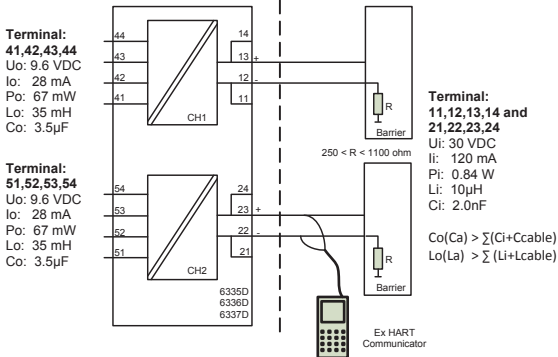 Terminal:
41,42,43,44
Uo: 9.6 VDC
Io: 28 mA
Po: 67 mW
Lo: 35 mH
Co: 3.5µF
44
43
42
41
CH1
14
13 +
12 -
11
R
Barrier
250 < R < 1100 ohm
Terminal:
11,12,13,14 and
21,22,23,24
Ui: 30 VDC
Ii: 120 mA
Pi: 0.84 W
Li: 10µH
Ci: 2.0nF
Co(Ca) > ∑(Ci+Ccable)
Lo(La) > ∑ (Li+Lcable)
Terminal:
51,52,53,54
Uo: 9.6 VDC
Io: 28 mA
Po: 67 mW
Lo: 35 mH
Co: 3.5µF
54
53
52
51
CH2
24
23 +
22 -
21
6335D
6336D
6337D
R
Barrier
Ex HART
Communicator